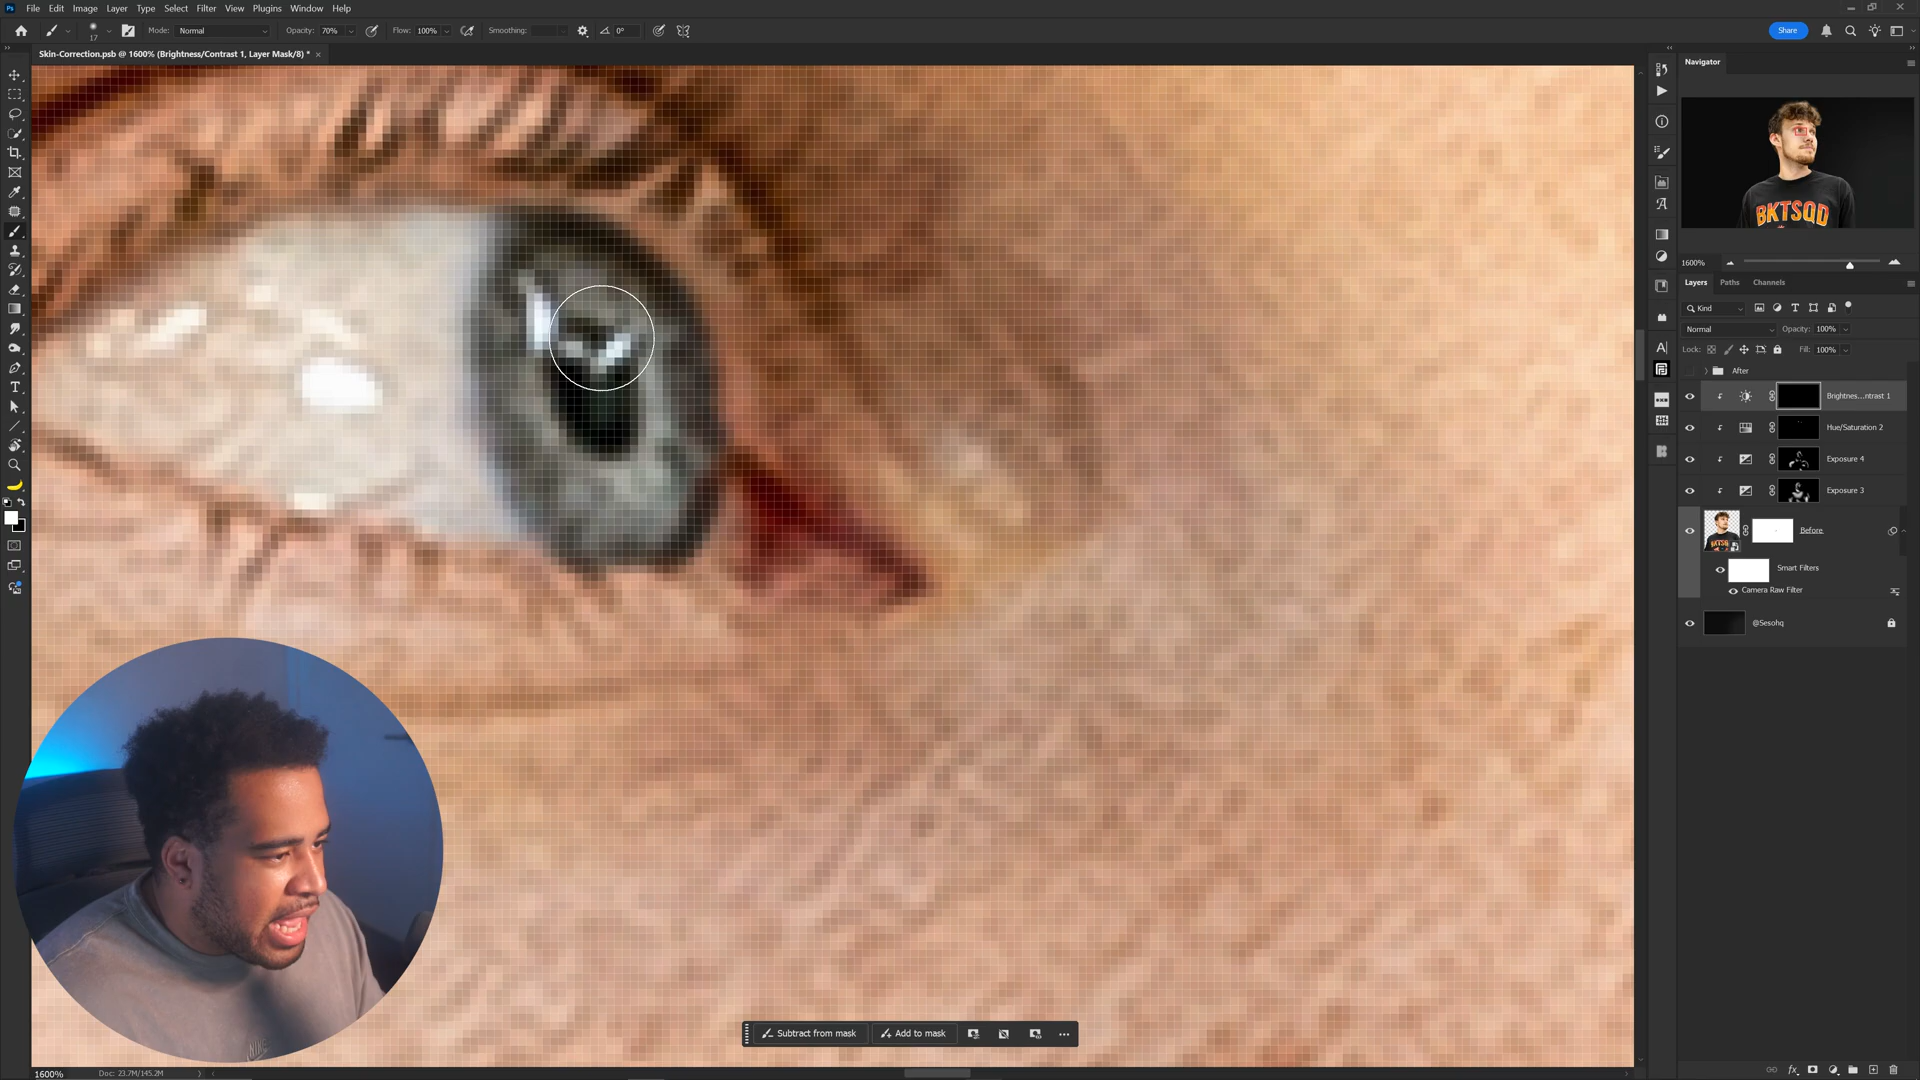 Ps File Edit Image Layer Type Select Filter View Plugins Window Help
17 Mode: Normal Opacity: 70% Flow: 100% Smoothing: 0° Share
Skin-Correction.psb @ 1600% (Brightness/Contrast 1, Layer Mask/8) *
Navigator
BKTSQD
1600%
Layers Paths Channels
Kind
Normal Opacity: 100%
Lock: Fill: 100%
After
Brightnes...ntrast 1
Hue/Saturation 2
Exposure 4
Exposure 3
Before
Smart Filters
Camera Raw Filter
@Sesohq
Subtract from mask Add to mask
1600% Doc: 23.7M/145.2M
fx